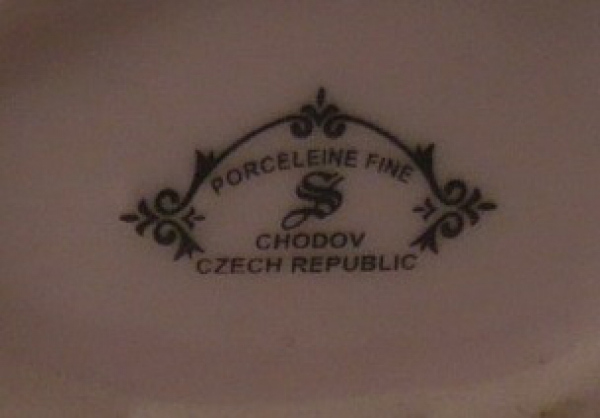 PORCELEINE FINE
S
CHODOV
CZECH REPUBLIC